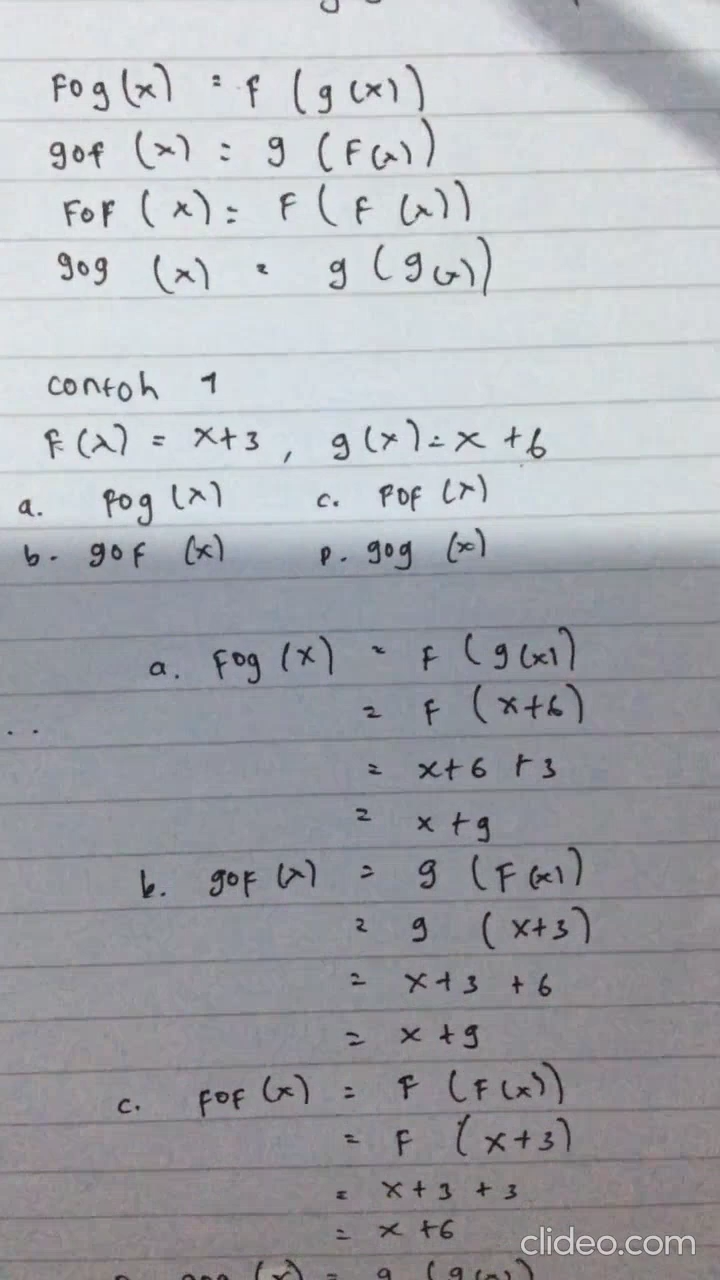 Fog (x) = F (g(x))
gof (x) = g (F(x))
FOF (x) = F (F (x))
gog (x) = g (g(x))
contoh 1
F(x) = x+3, g(x) = x+6
a. Fog (x) c. FOF (x)
b. gof (x) D. gog (x)
a. Fog (x) = F (g(x))
= F (x+6)
= x+6 +3
= x+9
b. gof (x) = g (F(x))
= g (x+3)
= x+3 +6
= x+9
c. FOF (x) = F (F(x))
= F (x+3)
= x+3 +3
= x+6
gog (x) = g (g(x))
clideo.com